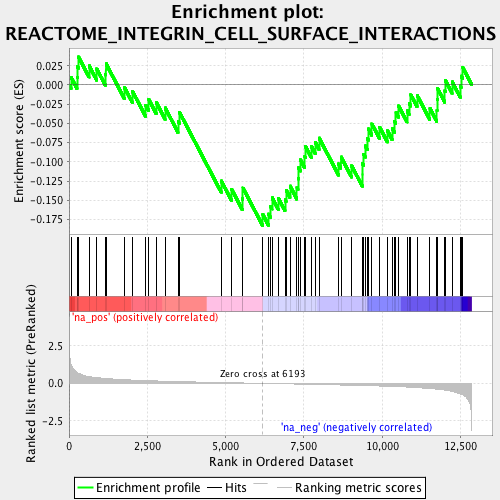 Enrichment plot:
REACTOME_INTEGRIN_CELL_SURFACE_INTERACTIONS
Enrichment score (ES)
0.025
0.000
-0.025
-0.050
-0.075
-0.100
-0.125
-0.150
-0.175
'na_pos' (positively correlated)
Ranked list metric (PreRanked)
2.5
0.0
-2.5
Zero cross at 6193
'na_neg' (negatively correlated)
0
2,500
5,000
7,500
10,000
12,500
Rank in Ordered Dataset
Enrichment profile
Hits
Ranking metric scores